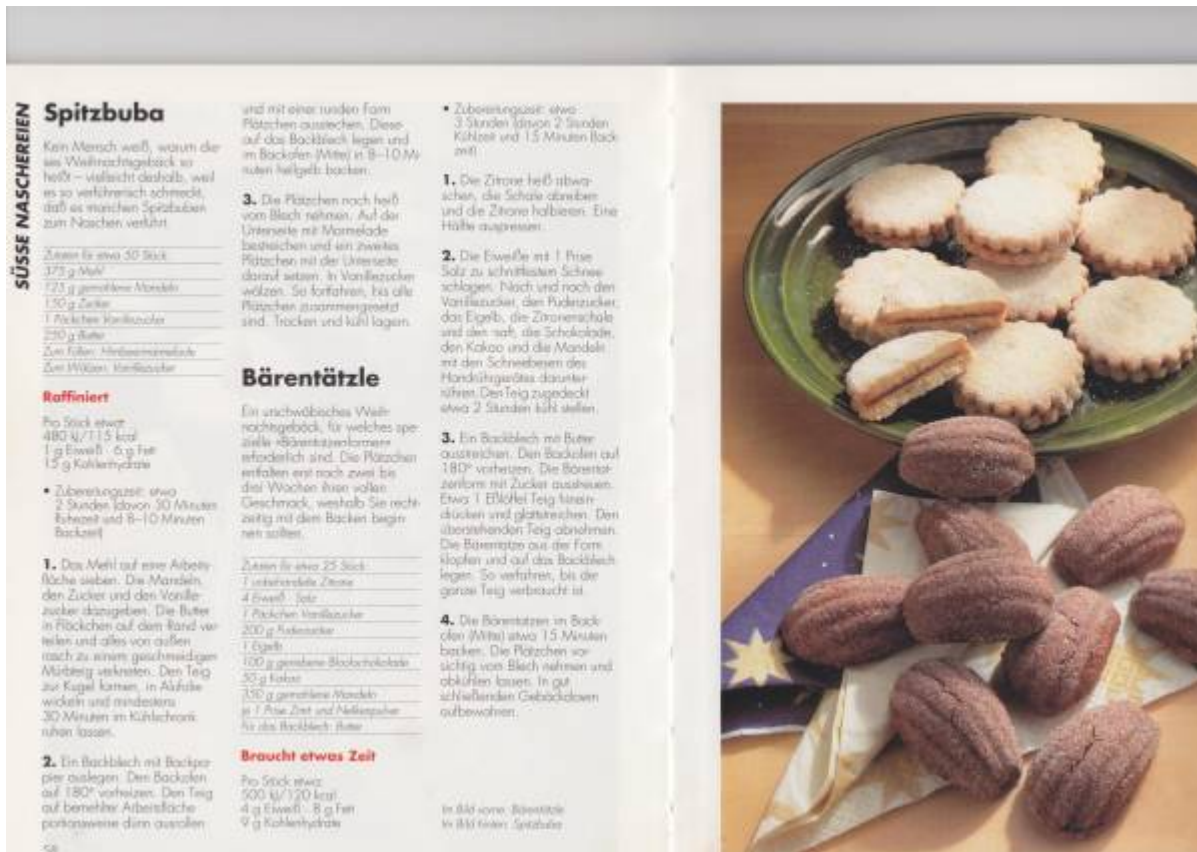 SÜSSE NASCHEREIEN
Spitzbuba
Kein Mensch weiß, warum die-
ses Weihnachtsgebäck so
heißt – vielleicht deshalb, weil
es so verführerisch schmeckt,
daß es manchen Spitzbuben
zum Naschen verführt.
Zutaten für etwa 50 Stück:
375 g Mehl
125 g gemahlene Mandeln
150 g Zucker
1 Päckchen Vanillezucker
250 g Butter
Zum Füllen: Himbeermarmelade
Zum Wälzen: Vanillezucker
Raffiniert
Pro Stück etwa:
480 kJ/115 kcal
1 g Eiweiß · 6 g Fett
15 g Kohlenhydrate
• Zubereitungszeit: etwa
2 Stunden (davon 30 Minuten
Ruhezeit und 8–10 Minuten
Backzeit)
1. Das Mehl auf eine Arbeits-
fläche sieben. Die Mandeln,
den Zucker und den Vanille-
zucker dazugeben. Die Butter
in Flöckchen auf dem Rand ver-
teilen und alles von außen
rasch zu einem geschmeidigen
Mürbteig verkneten. Den Teig
zur Kugel formen, in Alufolie
wickeln und mindestens
30 Minuten im Kühlschrank
ruhen lassen.
2. Ein Backblech mit Backpa-
pier auslegen. Den Backofen
auf 180° vorheizen. Den Teig
auf bemehlter Arbeitsfläche
portionsweise dünn ausrollen
58
und mit einer runden Form
Plätzchen ausstechen. Diese
auf das Backblech legen und
im Backofen (Mitte) in 8–10 Mi-
nuten hellgelb backen.
3. Die Plätzchen noch heiß
vom Blech nehmen. Auf der
Unterseite mit Marmelade
bestreichen und ein zweites
Plätzchen mit der Unterseite
darauf setzen. In Vanillezucker
wälzen. So fortfahren, bis alle
Plätzchen zusammengesetzt
sind. Trocken und kühl lagern.
Bärentätzle
Ein urschwäbisches Weih-
nachtsgebäck, für welches spe-
zielle »Bärentatzenformen«
erforderlich sind. Die Plätzchen
entfalten erst nach zwei bis
drei Wochen ihren vollen
Geschmack, weshalb Sie recht-
zeitig mit dem Backen begin-
nen sollten.
Zutaten für etwa 25 Stück:
1 unbehandelte Zitrone
4 Eiweiß · Salz
1 Päckchen Vanillezucker
200 g Puderzucker
1 Eigelb
100 g geriebene Blockschokolade
50 g Kakao
350 g gemahlene Mandeln
je 1 Prise Zimt und Nelkenpulver
Für das Backblech: Butter
Braucht etwas Zeit
Pro Stück etwa:
500 kJ/120 kcal
4 g Eiweiß · 8 g Fett
9 g Kohlenhydrate
• Zubereitungszeit: etwa
3 Stunden (davon 2 Stunden
Kühlzeit und 15 Minuten Back-
zeit)
1. Die Zitrone heiß abwa-
schen, die Schale abreiben
und die Zitrone halbieren. Eine
Hälfte auspressen.
2. Die Eiweiße mit 1 Prise
Salz zu schnittfestem Schnee
schlagen. Nach und nach den
Vanillezucker, den Puderzucker,
das Eigelb, die Zitronenschale
und den -saft, die Schokolade,
den Kakao und die Mandeln
mit den Schneebesen des
Handrührgerätes darunter-
rühren. Den Teig zugedeckt
etwa 2 Stunden kühl stellen.
3. Ein Backblech mit Butter
ausstreichen. Den Backofen auf
180° vorheizen. Die Bärentat-
zenform mit Zucker ausstreuen.
Etwa 1 Eßlöffel Teig hinein-
drücken und glattstreichen. Den
überstehenden Teig abnehmen.
Die Bärentatze aus der Form
klopfen und auf das Backblech
legen. So verfahren, bis der
ganze Teig verbraucht ist.
4. Die Bärentatzen im Back-
ofen (Mitte) etwa 15 Minuten
backen. Die Plätzchen vor-
sichtig vom Blech nehmen und
abkühlen lassen. In gut
schließenden Gebäckdosen
aufbewahren.
Im Bild vorne: Bärentätzle
Im Bild hinten: Spitzbuba